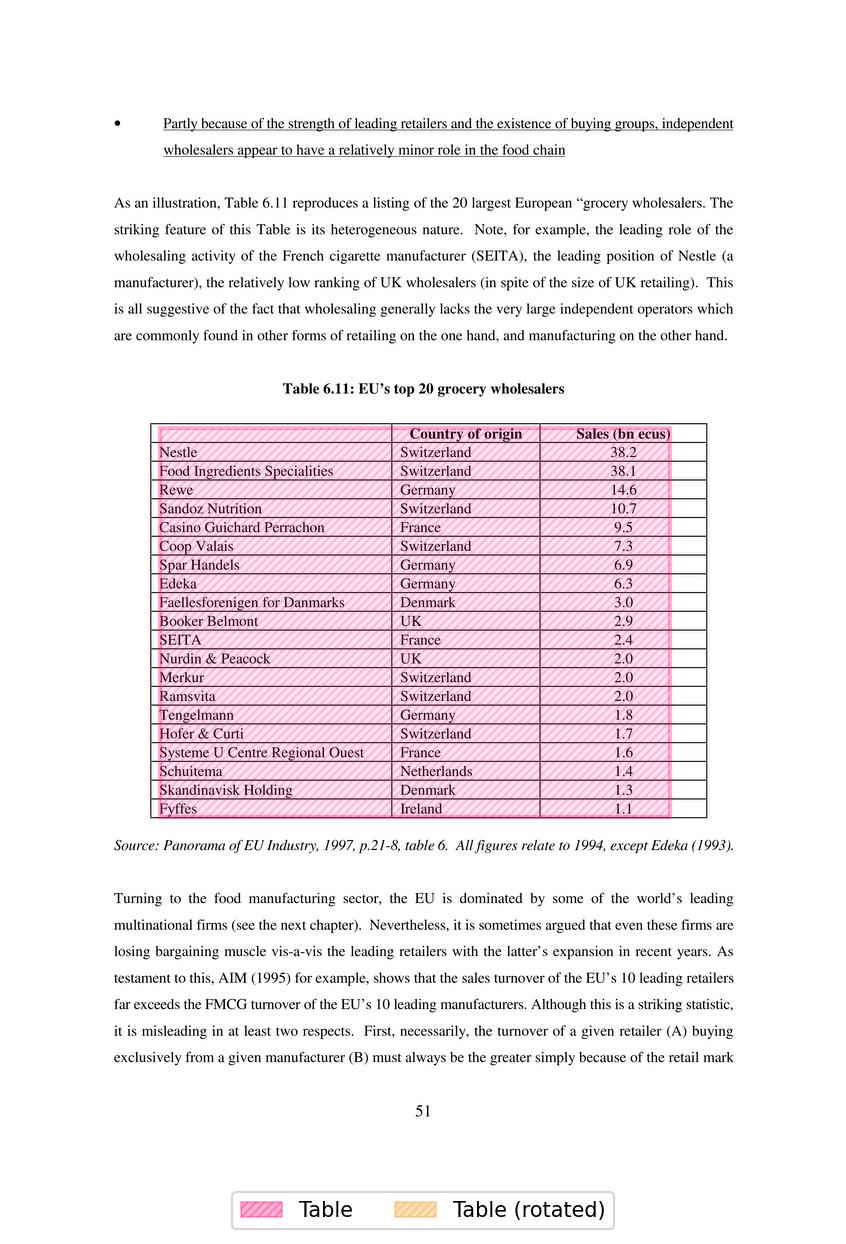 • Partly because of the strength of leading retailers and the existence of buying groups, independent
wholesalers appear to have a relatively minor role in the food chain
As an illustration, Table 6.11 reproduces a listing of the 20 largest European “grocery wholesalers. The
striking feature of this Table is its heterogeneous nature. Note, for example, the leading role of the
wholesaling activity of the French cigarette manufacturer (SEITA), the leading position of Nestle (a
manufacturer), the relatively low ranking of UK wholesalers (in spite of the size of UK retailing). This
is all suggestive of the fact that wholesaling generally lacks the very large independent operators which
are commonly found in other forms of retailing on the one hand, and manufacturing on the other hand.
Table 6.11: EU’s top 20 grocery wholesalers
Country of origin Sales (bn ecus)
Nestle Switzerland 38.2
Food Ingredients Specialities Switzerland 38.1
Rewe Germany 14.6
Sandoz Nutrition Switzerland 10.7
Casino Guichard Perrachon France 9.5
Coop Valais Switzerland 7.3
Spar Handels Germany 6.9
Edeka Germany 6.3
Faellesforenigen for Danmarks Denmark 3.0
Booker Belmont UK 2.9
SEITA France 2.4
Nurdin & Peacock UK 2.0
Merkur Switzerland 2.0
Ramsvita Switzerland 2.0
Tengelmann Germany 1.8
Hofer & Curti Switzerland 1.7
Systeme U Centre Regional Ouest France 1.6
Schuitema Netherlands 1.4
Skandinavisk Holding Denmark 1.3
Fyffes Ireland 1.1
Source: Panorama of EU Industry, 1997, p.21-8, table 6. All figures relate to 1994, except Edeka (1993).
Turning to the food manufacturing sector, the EU is dominated by some of the world’s leading
multinational firms (see the next chapter). Nevertheless, it is sometimes argued that even these firms are
losing bargaining muscle vis-a-vis the leading retailers with the latter’s expansion in recent years. As
testament to this, AIM (1995) for example, shows that the sales turnover of the EU’s 10 leading retailers
far exceeds the FMCG turnover of the EU’s 10 leading manufacturers. Although this is a striking statistic,
it is misleading in at least two respects. First, necessarily, the turnover of a given retailer (A) buying
exclusively from a given manufacturer (B) must always be the greater simply because of the retail mark
51
Table Table (rotated)